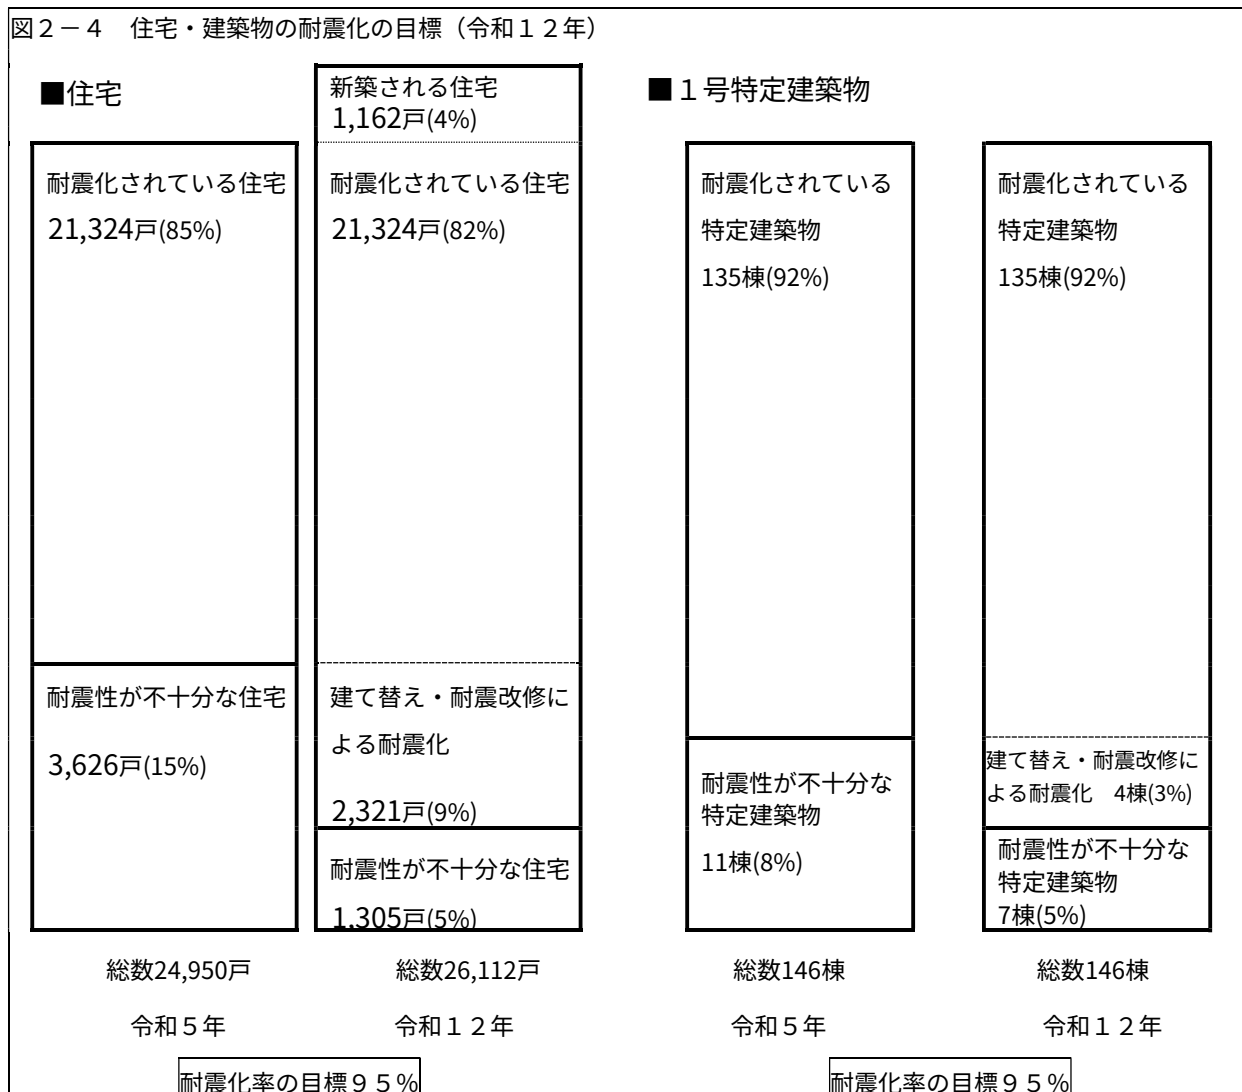 図２－４　住宅・建築物の耐震化の目標（令和１２年）
■住宅
新築される住宅
1,162戸(4%)
耐震化されている住宅
21,324戸(85%)
耐震性が不十分な住宅
3,626戸(15%)
総数24,950戸
令和５年
耐震化されている住宅
21,324戸(82%)
建て替え・耐震改修に
よる耐震化
2,321戸(9%)
耐震性が不十分な住宅
1,305戸(5%)
総数26,112戸
令和１２年
耐震化率の目標９５%
■１号特定建築物
耐震化されている
特定建築物
135棟(92%)
耐震性が不十分な
特定建築物
11棟(8%)
総数146棟
令和５年
耐震化されている
特定建築物
135棟(92%)
建て替え・耐震改修に
よる耐震化　4棟(3%)
耐震性が不十分な
特定建築物
7棟(5%)
総数146棟
令和１２年
耐震化率の目標９５%